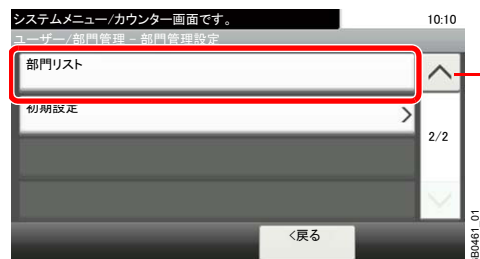 システムメニュー/カウンター画面です。
10:10
ユーザー/部門管理 - 部門管理設定
部門リスト
初期設定
2/2
<戻る
B0461_01